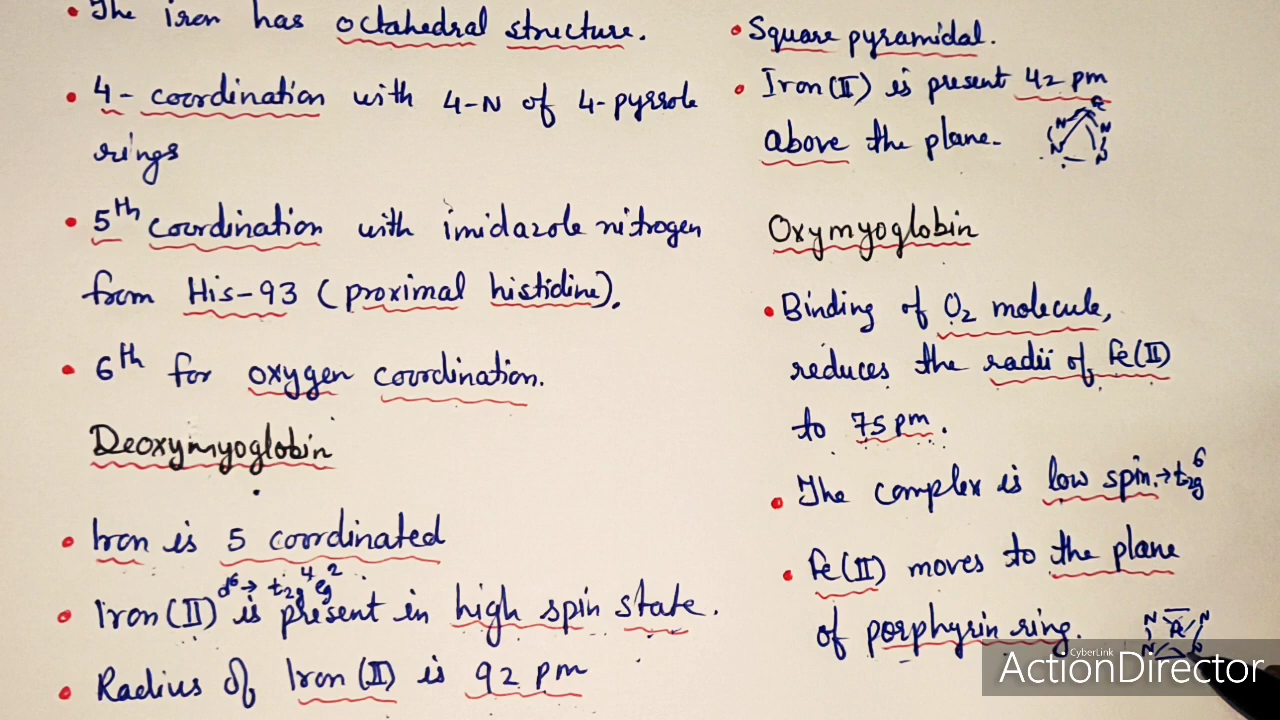 • The iron has octahedral structure.
• 4-coordination with 4-N of 4-pyrrole
rings
• 5th coordination with imidazole nitrogen
from His-93 (proximal histidine).
• 6th for oxygen coordination.
Deoxymyoglobin
• Iron is 5 coordinated
d⁶→ t₂g⁴ eg²
• Iron (II) is present in high spin state.
• Radius of Iron (II) is 92 pm
• Square pyramidal.
• Iron(II) is present 42 pm
above the plane.
N N
N N
Oxymyoglobin
• Binding of O₂ molecule,
reduces the radii of Fe(II)
to 75 pm.
• The complex is low spin.→t₂g⁶
• Fe(II) moves to the plane
of porphyrin ring.
N N
N
CyberLink
ActionDirector